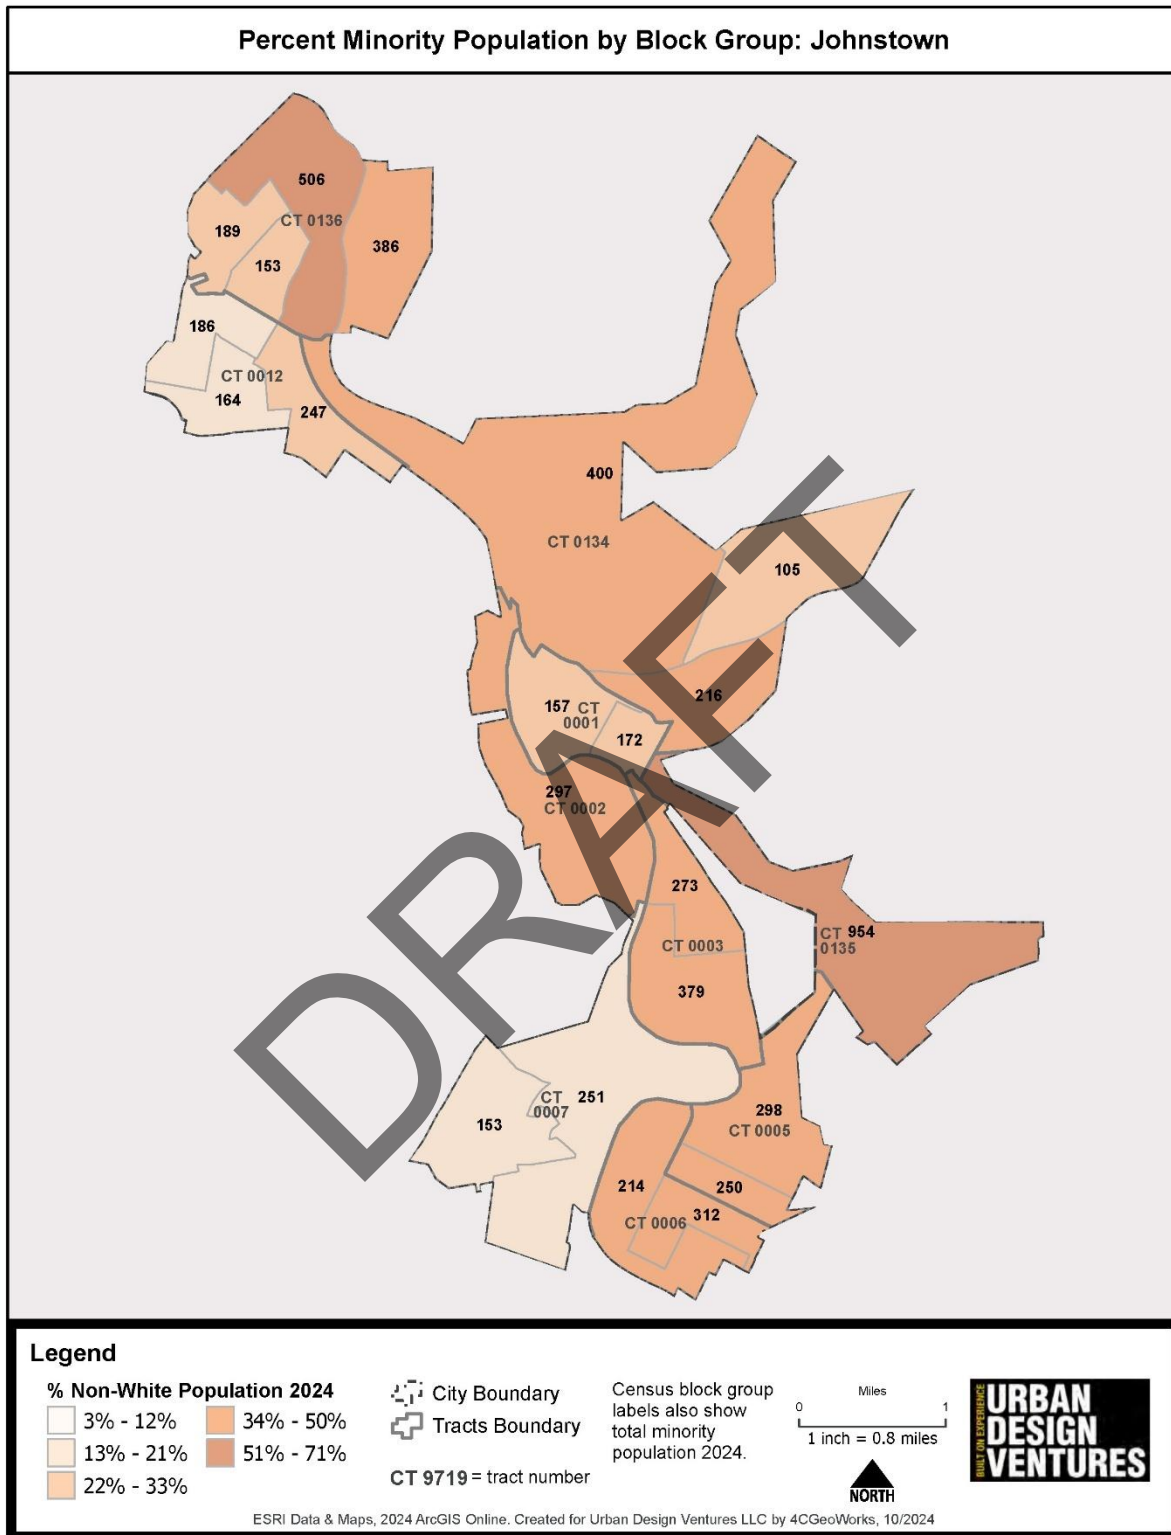 Percent Minority Population by Block Group: Johnstown
506
CT 0136
189
386
153
186
CT 0012
164
247
400
CT 0134
105
216
157
CT
0001
172
297
CT 0002
273
CT 0003
379
CT
0135
954
CT
0007
251
153
298
CT 0005
214
250
312
CT 0006
DRAFT
Legend
% Non-White Population 2024
3% - 12%
13% - 21%
22% - 33%
34% - 50%
51% - 71%
City Boundary
Tracts Boundary
CT 9719 = tract number
Census block group
labels also show
total minority
population 2024.
Miles
0 1
1 inch = 0.8 miles
NORTH
BUILT ON EXPERIENCE
URBAN
DESIGN
VENTURES
ESRI Data & Maps, 2024 ArcGIS Online. Created for Urban Design Ventures LLC by 4CGeoWorks, 10/2024